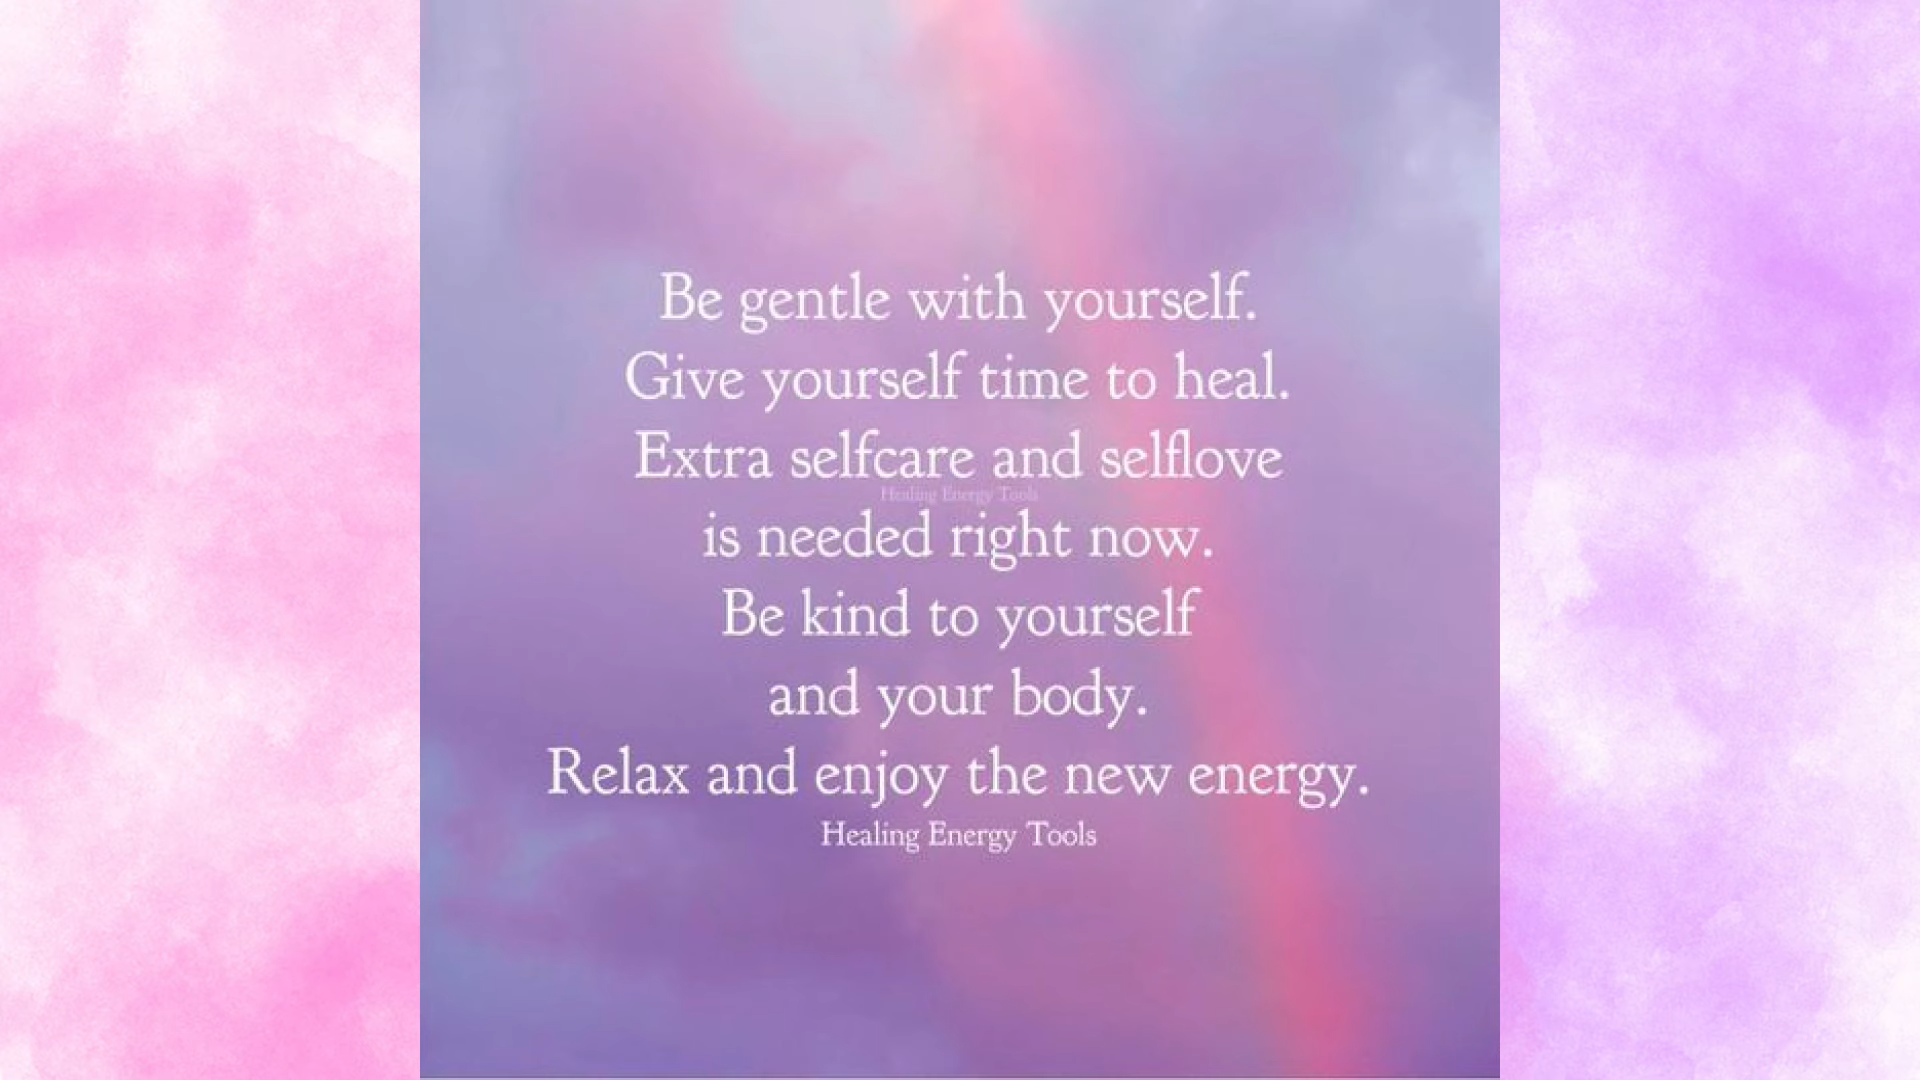 Be gentle with yourself.
Give yourself time to heal.
Extra selfcare and selflove
Healing Energy Tools
is needed right now.
Be kind to yourself
and your body.
Relax and enjoy the new energy.
Healing Energy Tools